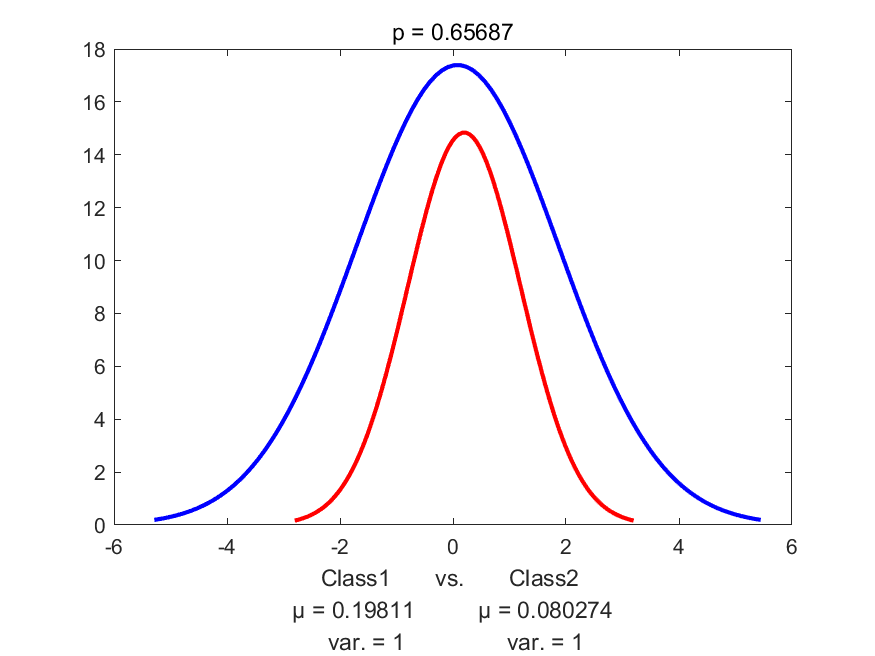 p = 0.65687
18
16
14
12
10
8
6
4
2
0
-6 -4 -2 0 2 4 6
Class1 vs. Class2
μ = 0.19811 μ = 0.080274
var. = 1 var. = 1